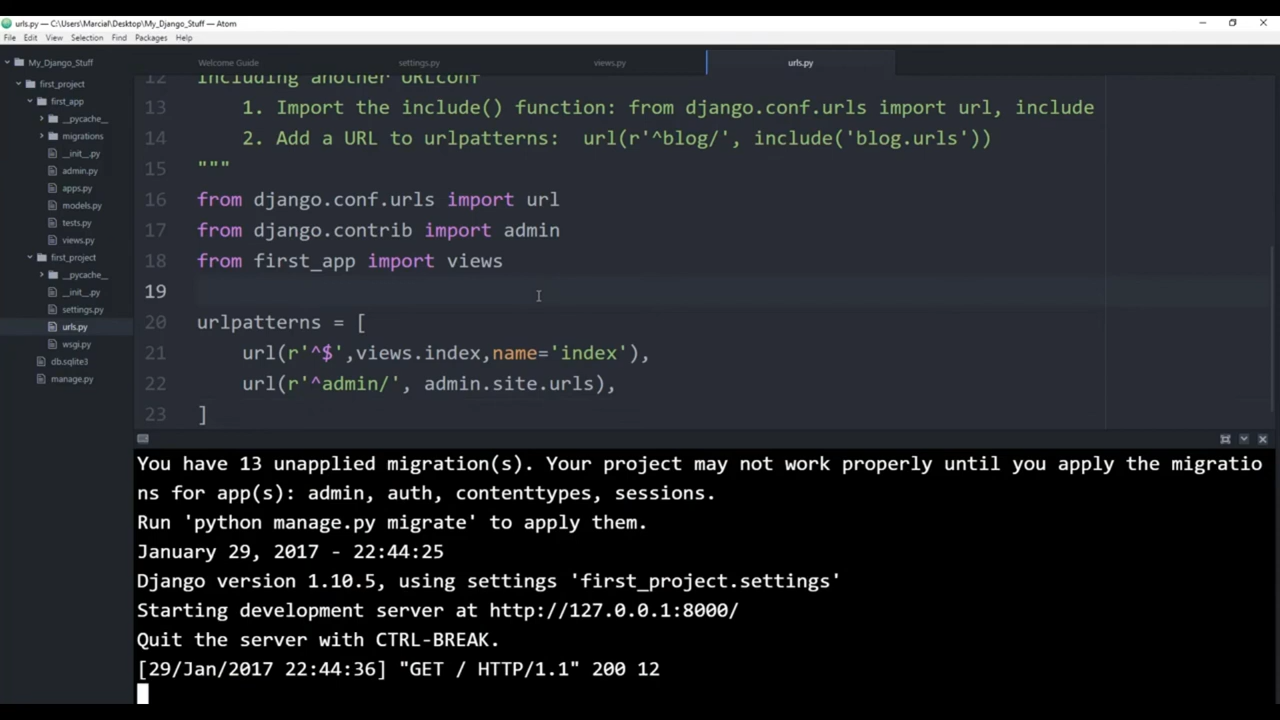 urls.py — C:\Users\Marcial\Desktop\My_Django_Stuff — Atom
File Edit View Selection Find Packages Help
My_Django_Stuff
first_project
first_app
__pycache__
migrations
__init__.py
admin.py
apps.py
models.py
tests.py
views.py
first_project
__pycache__
__init__.py
settings.py
urls.py
wsgi.py
db.sqlite3
manage.py
Welcome Guide settings.py views.py urls.py
12 Including another URLconf
13 1. Import the include() function: from django.conf.urls import url, include
14 2. Add a URL to urlpatterns:  url(r'^blog/', include('blog.urls'))
15 """
16 from django.conf.urls import url
17 from django.contrib import admin
18 from first_app import views
19
20 urlpatterns = [
21 url(r'^$',views.index,name='index'),
22 url(r'^admin/', admin.site.urls),
23 ]
You have 13 unapplied migration(s). Your project may not work properly until you apply the migratio
ns for app(s): admin, auth, contenttypes, sessions.
Run 'python manage.py migrate' to apply them.
January 29, 2017 - 22:44:25
Django version 1.10.5, using settings 'first_project.settings'
Starting development server at http://127.0.0.1:8000/
Quit the server with CTRL-BREAK.
[29/Jan/2017 22:44:36] "GET / HTTP/1.1" 200 12